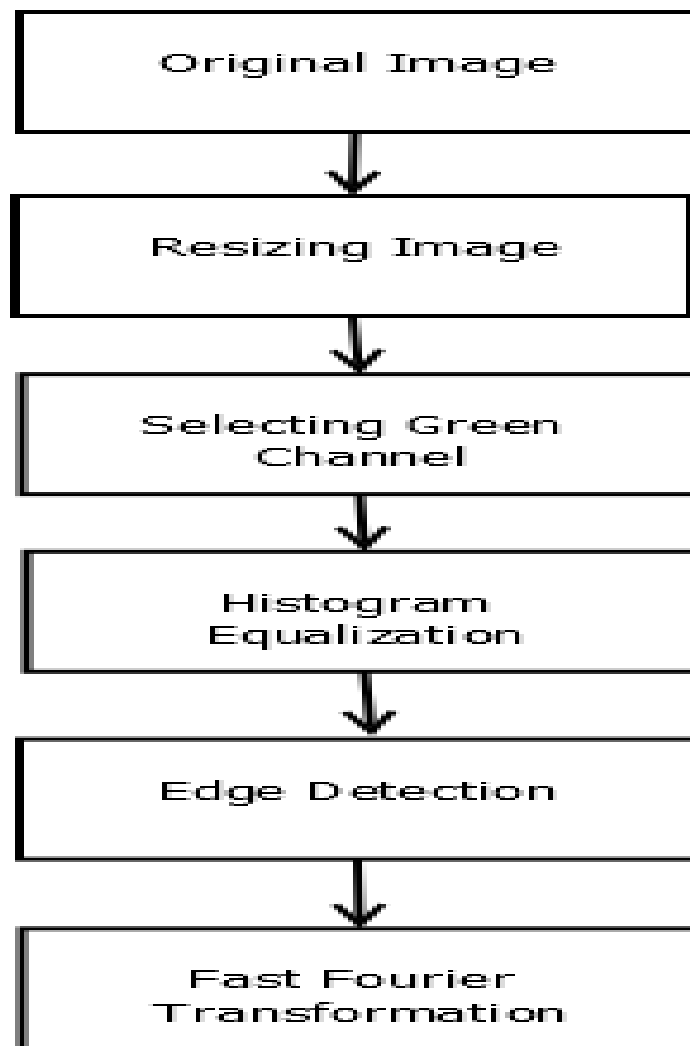 Original Image
Resizing Image
Selecting Green
Channel
Histogram
Equalization
Edge Detection
Fast Fourier
Transformation